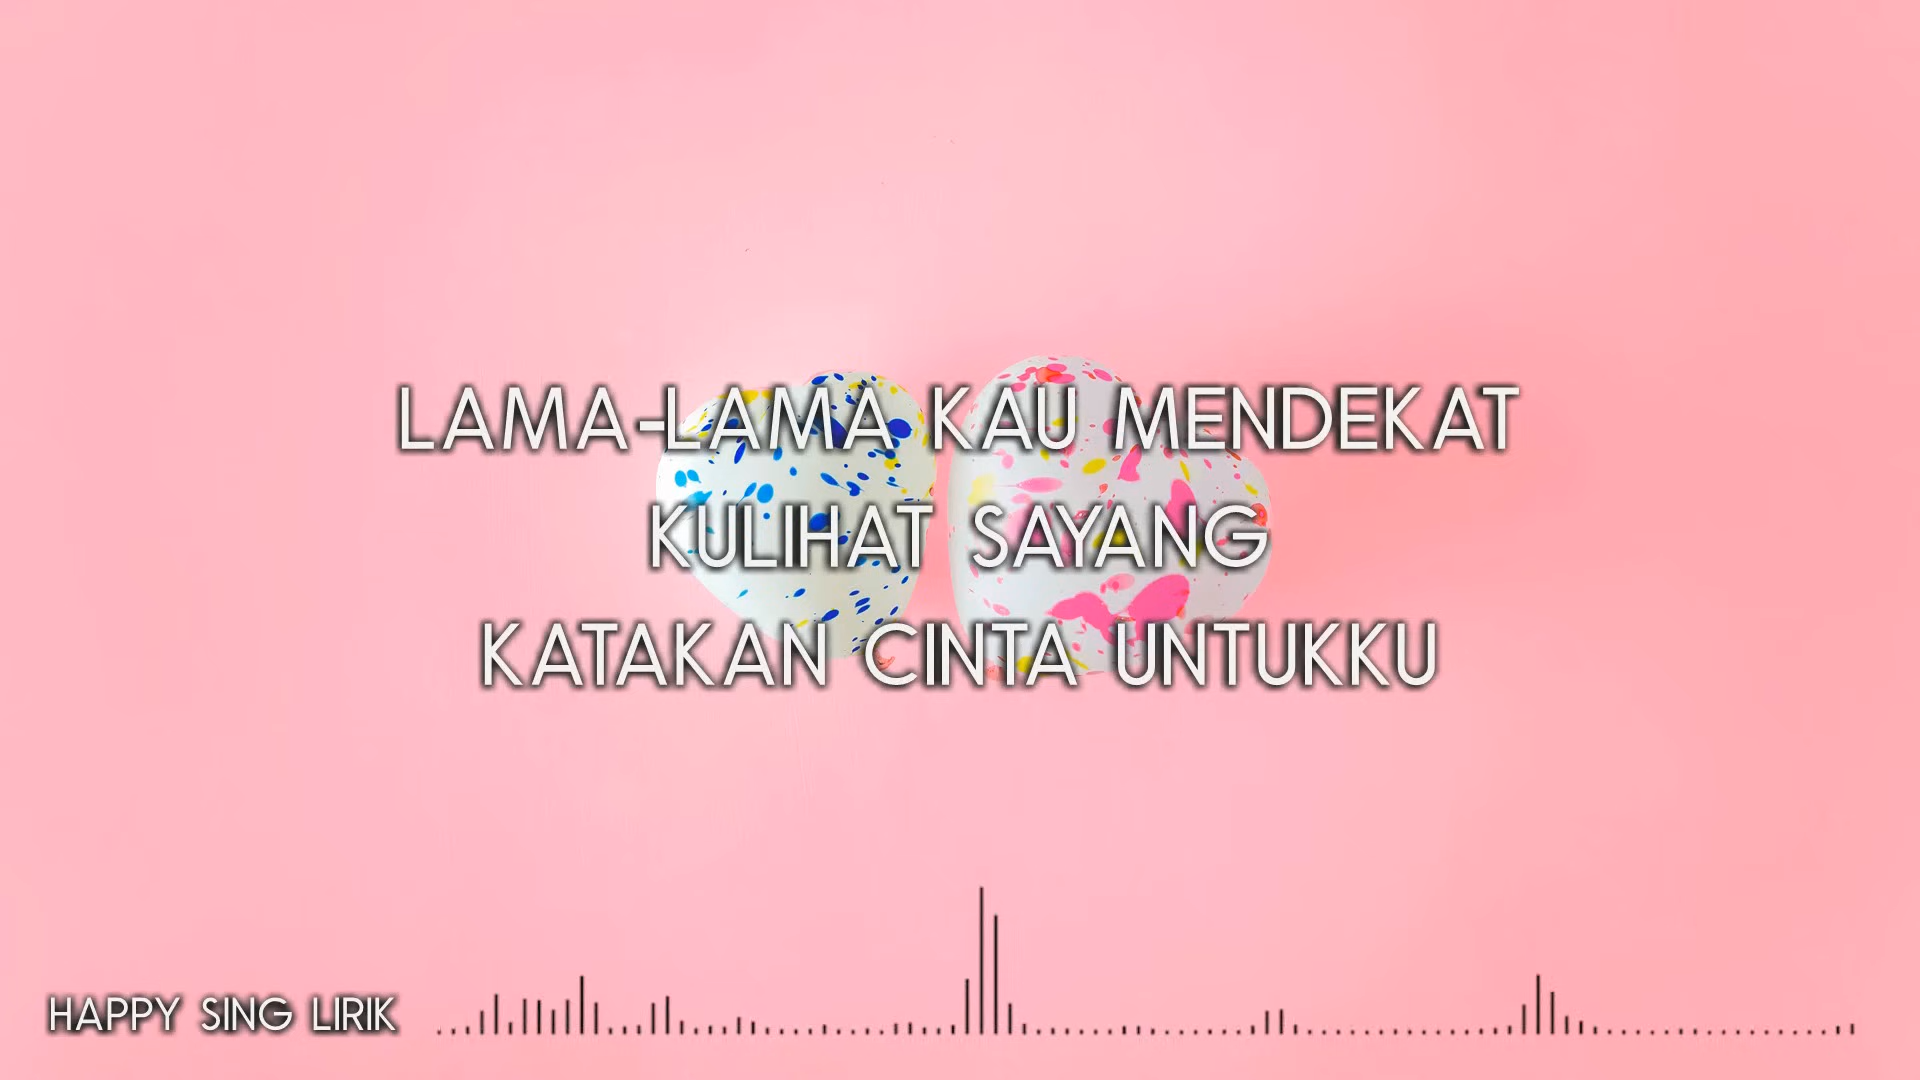 LAMA-LAMA KAU MENDEKAT
KULIHAT SAYANG
KATAKAN CINTA UNTUKKU
HAPPY SING LIRIK